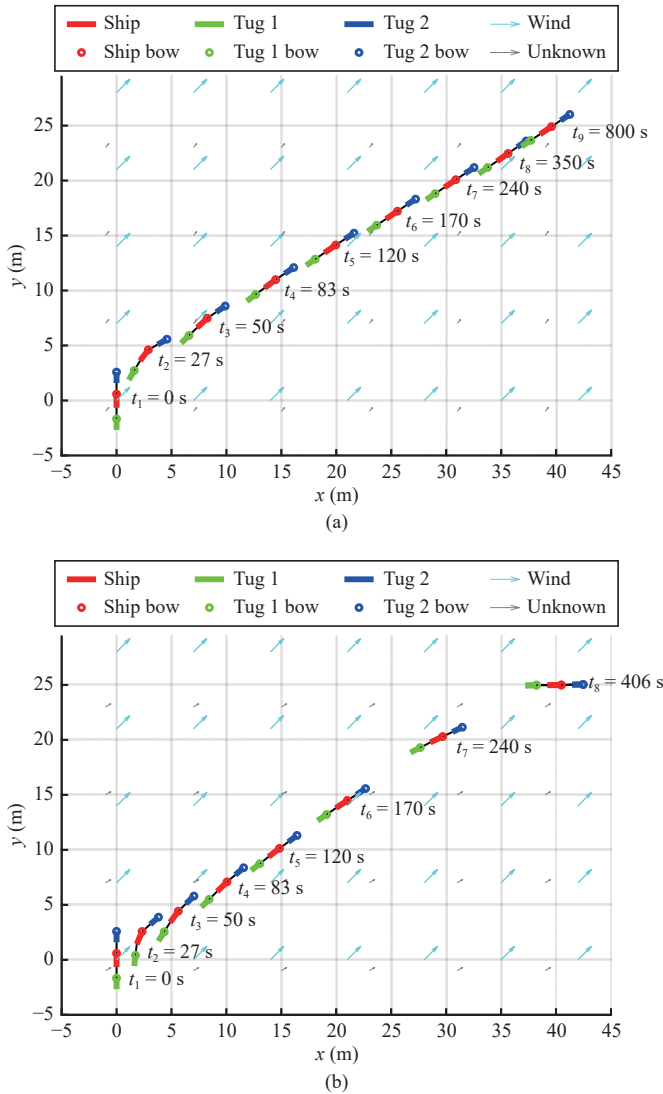 Ship Tug 1 Tug 2 Wind
Ship bow Tug 1 bow Tug 2 bow Unknown
25
20
15
10
5
0
−5
y (m)
t9 = 800 s
t8 = 350 s
t7 = 240 s
t6 = 170 s
t5 = 120 s
t4 = 83 s
t3 = 50 s
t2 = 27 s
t1 = 0 s
−5 0 5 10 15 20 25 30 35 40 45
x (m)
(a)
Ship Tug 1 Tug 2 Wind
Ship bow Tug 1 bow Tug 2 bow Unknown
25
20
15
10
5
0
−5
y (m)
t8 = 406 s
t7 = 240 s
t6 = 170 s
t5 = 120 s
t4 = 83 s
t3 = 50 s
t2 = 27 s
t1 = 0 s
−5 0 5 10 15 20 25 30 35 40 45
x (m)
(b)